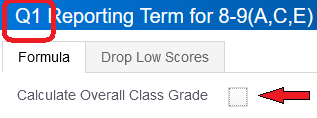 Q1 Reporting Term for 8-9(A,C,E)
Formula Drop Low Scores
Calculate Overall Class Grade